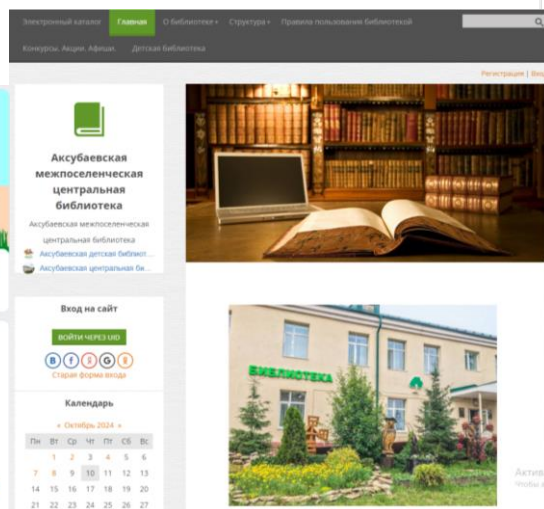 Электронный каталог Главная О библиотеке Структура Правила пользования библиотекой
Конкурсы. Акции. Афиши. Детская библиотека
Регистрация |
Аксубаевская
межпоселенческая
центральная
библиотека
Аксубаевская межпоселенческая
центральная библиотека
Аксубаевская детская библиот...
Аксубаевская центральная би...
Вход на сайт
ВОЙТИ ЧЕРЕЗ UID
Старая форма входа
БИБЛИОТЕКА
Календарь
« Октябрь 2024 »
Пн Вт Ср Чт Пт Сб Вс
1 2 3 4 5 6
7 8 9 10 11 12 13
14 15 16 17 18 19 20
21 22 23 24 25 26 27